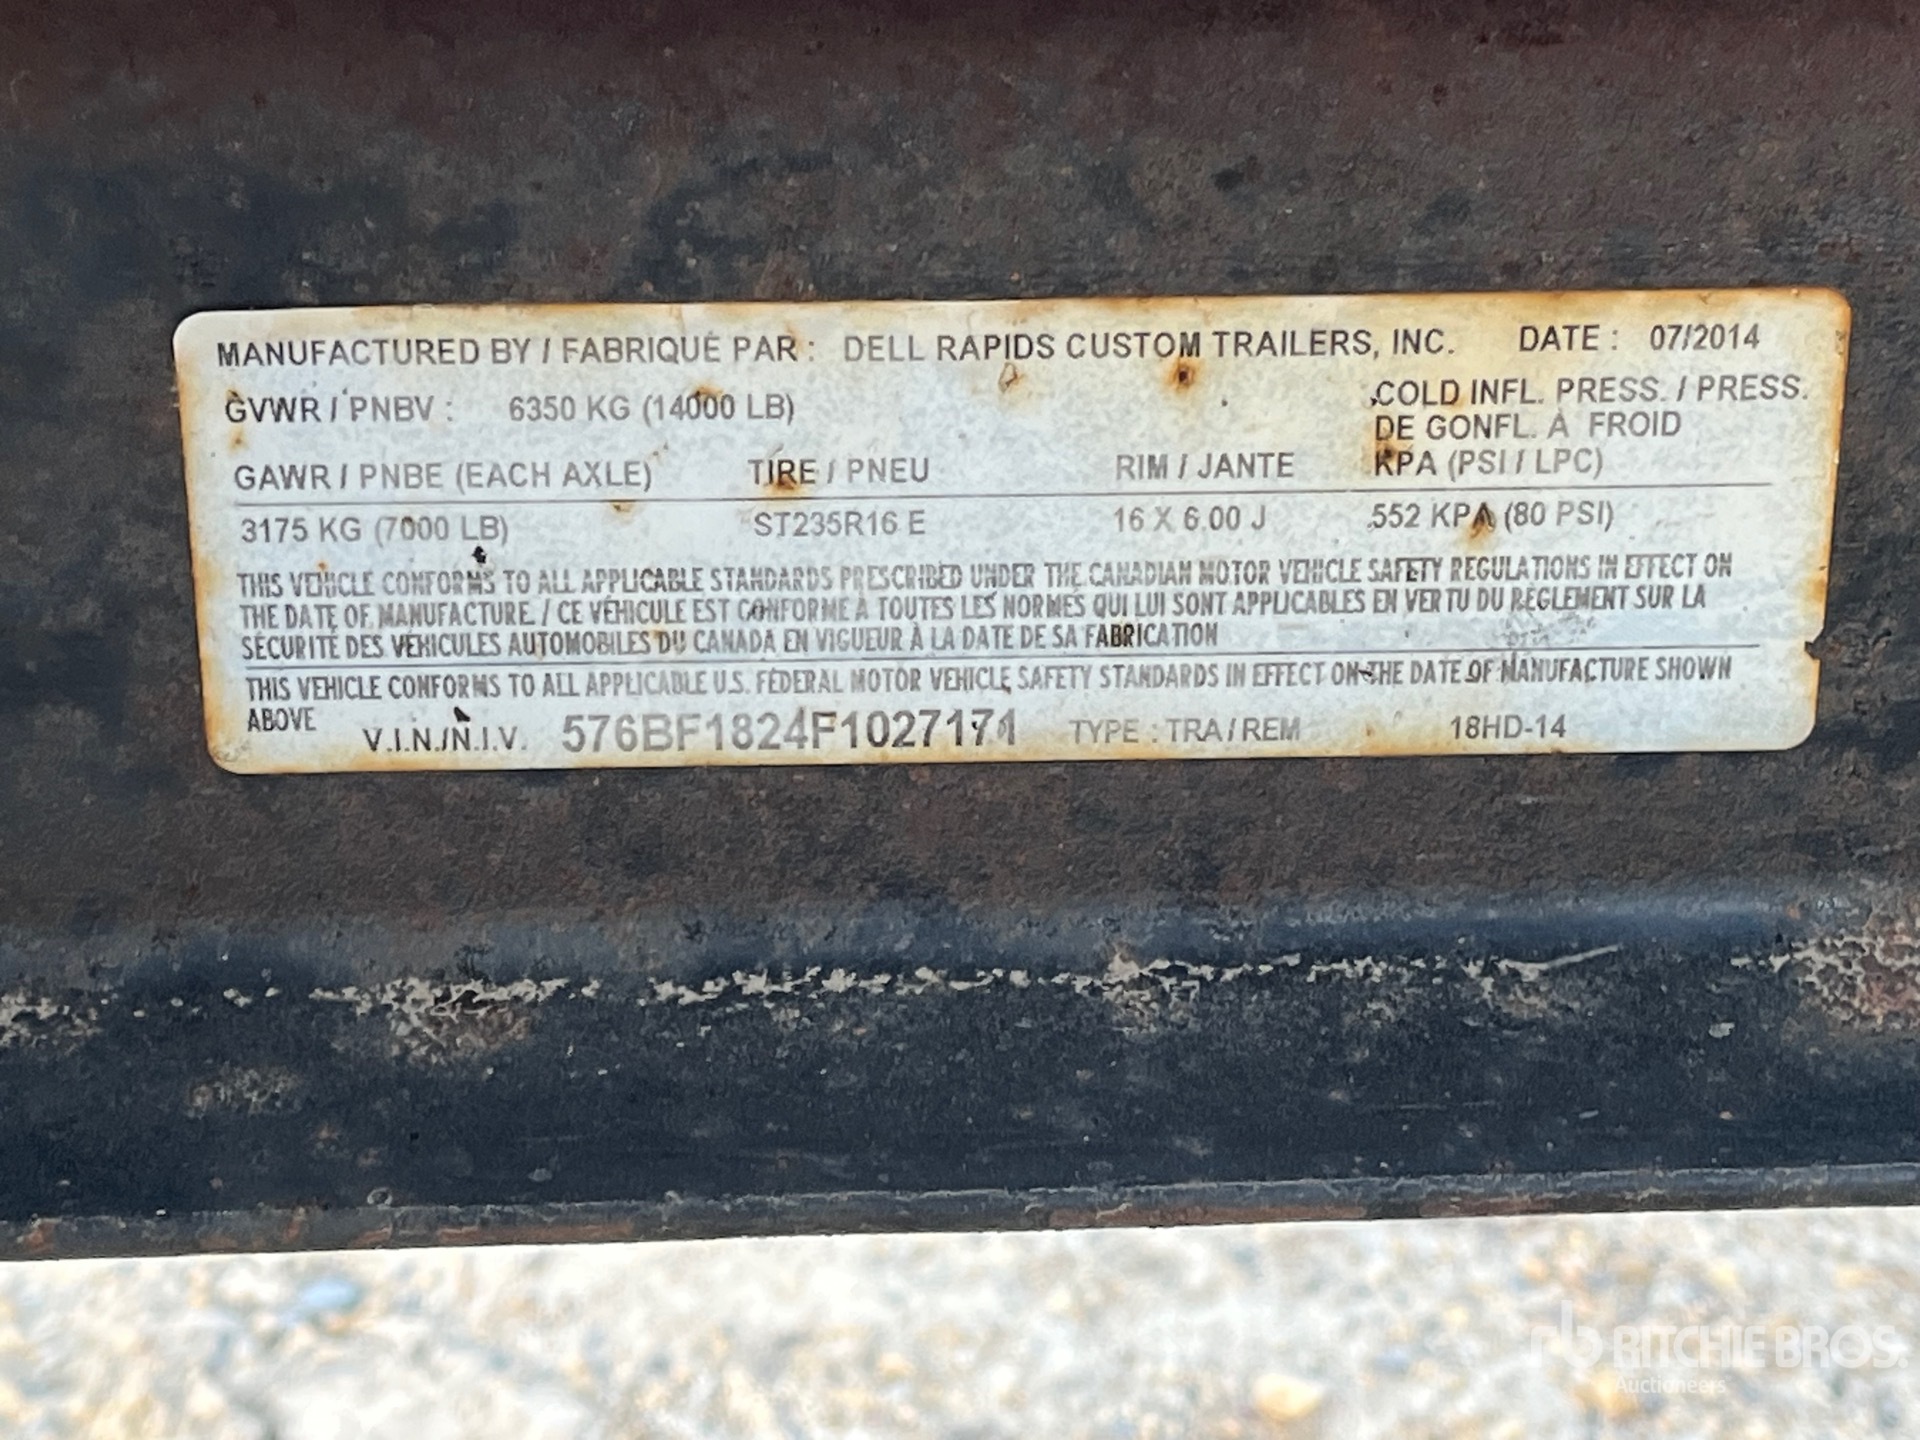 MANUFACTURED BY / FABRIQUÉ PAR : DELL RAPIDS CUSTOM TRAILERS, INC. DATE : 07/2014
GVWR / PNBV : 6350 KG (14000 LB)
COLD INFL. PRESS. / PRESS.
DE GONFL. À FROID
GAWR / PNBE (EACH AXLE) TIRE / PNEU RIM / JANTE KPA (PSI / LPC)
3175 KG (7000 LB) ST235R16 E 16 X 6.00 J 552 KPA (80 PSI)
THIS VEHICLE CONFORMS TO ALL APPLICABLE STANDARDS PRESCRIBED UNDER THE CANADIAN MOTOR VEHICLE SAFETY REGULATIONS IN EFFECT ON
THE DATE OF MANUFACTURE. / CE VÉHICULE EST CONFORME À TOUTES LES NORMES QUI LUI SONT APPLICABLES EN VERTU DU RÈGLEMENT SUR LA
SÉCURITÉ DES VÉHICULES AUTOMOBILES DU CANADA EN VIGUEUR À LA DATE DE SA FABRICATION
THIS VEHICLE CONFORMS TO ALL APPLICABLE U.S. FEDERAL MOTOR VEHICLE SAFETY STANDARDS IN EFFECT ON THE DATE OF MANUFACTURE SHOWN
ABOVE
V.I.N./N.I.V. 576BF1824F1027171 TYPE : TRA / REM 18HD-14
rb RITCHIE BROS.
Auctioneers